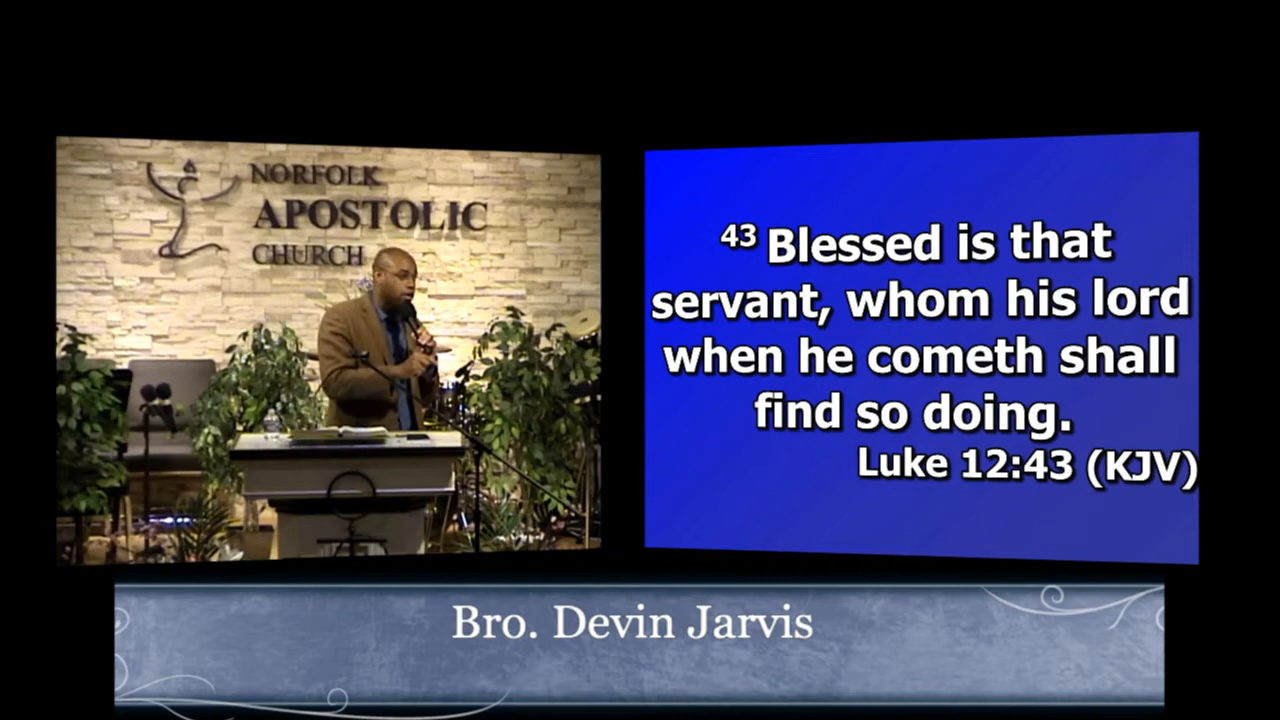 NORFOLK
APOSTOLIC
CHURCH
43 Blessed is that
servant, whom his lord
when he cometh shall
find so doing.
Luke 12:43 (KJV)
Bro. Devin Jarvis